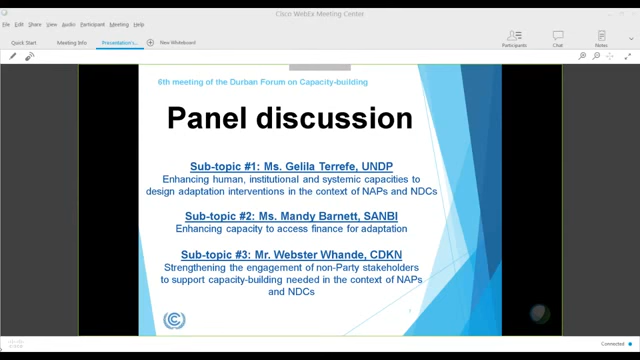 Cisco WebEx Meeting Center
File Edit Share View Audio Participant Meeting Help
Quick Start Meeting Info Presentation's... New Whiteboard
Participants Chat Notes
6th meeting of the Durban Forum on Capacity-building
Panel discussion
Sub-topic #1: Ms. Gelila Terrefe, UNDP
Enhancing human, institutional and systemic capacities to
design adaptation interventions in the context of NAPs and NDCs
Sub-topic #2: Ms. Mandy Barnett, SANBI
Enhancing capacity to access finance for adaptation
Sub-topic #3: Mr. Webster Whande, CDKN
Strengthening the engagement of non-Party stakeholders
to support capacity-building needed in the context of NAPs
and NDCs
Connected